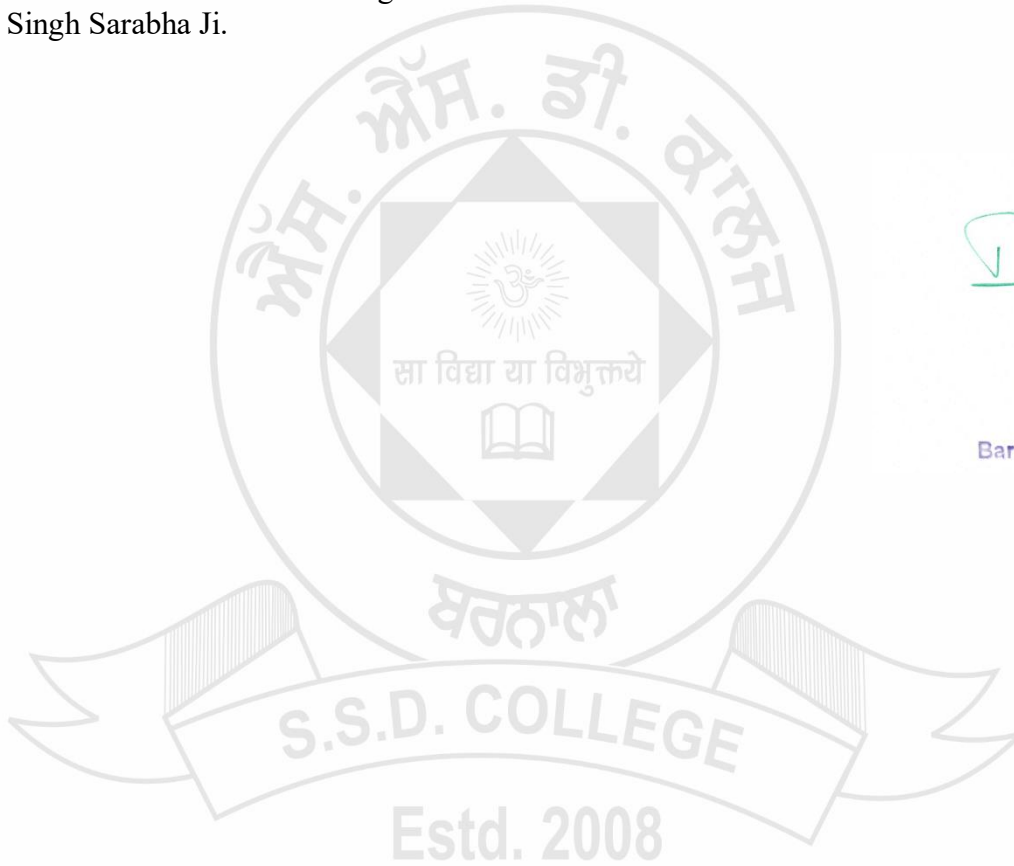 Singh Sarabha Ji.
ਐੱਸ. ਐੱਸ. ਡੀ. ਕਾਲਜ
ॐ
सा विद्या या विभुक्तये
ਬਰਨਾਲਾ
S.S.D. COLLEGE
Estd. 2008
Bar